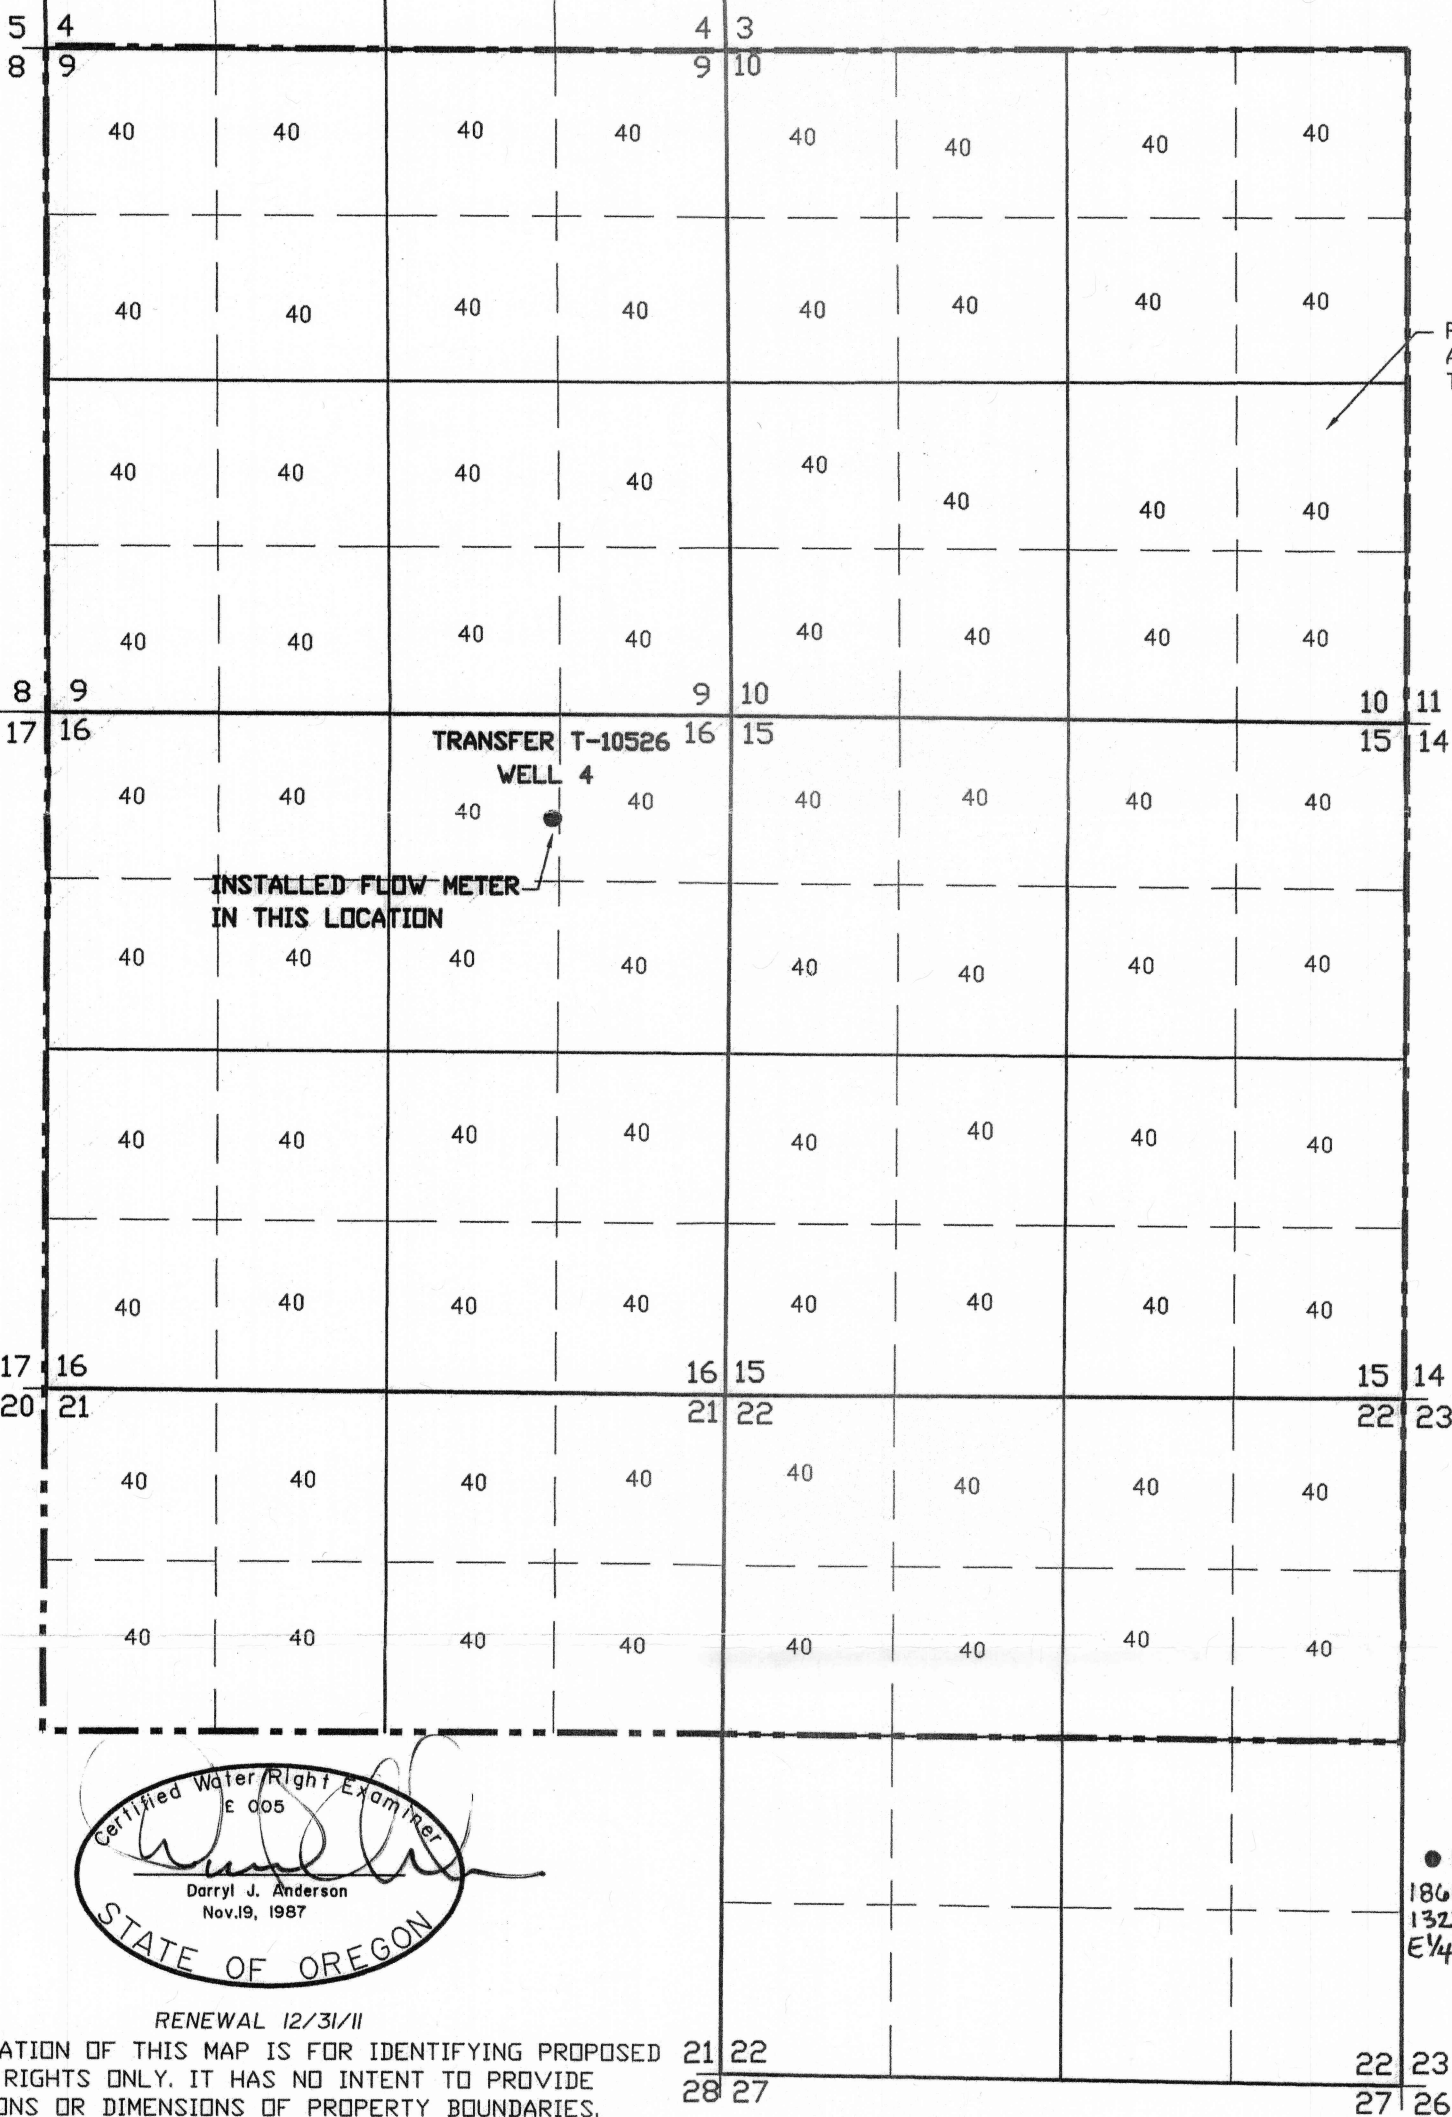 5 4 4 3
8 9 9 10
40 40 40 40 40 40 40 40
40 40 40 40 40 40 40 40
40 40 40 40 40 40 40 40
40 40 40 40 40 40 40 40
8 9 9 10 10 11
17 16 16 15 15 14
TRANSFER T-10526
WELL 4
40 40 40 40 40 40 40 40
INSTALLED FLOW METER
IN THIS LOCATION
40 40 40 40 40 40 40 40
40 40 40 40 40 40 40 40
40 40 40 40 40 40 40 40
17 16 16 15 15 14
20 21 21 22 22 23
40 40 40 40 40 40 40 40
40 40 40 40 40 40 40 40
Certified Water Right Examiner
E 005
Darryl J. Anderson
Nov.19, 1987
STATE OF OREGON
186
132
E1/4
RENEWAL 12/31/11
ATION OF THIS MAP IS FOR IDENTIFYING PROPOSED
RIGHTS ONLY. IT HAS NO INTENT TO PROVIDE
ONS OR DIMENSIONS OF PROPERTY BOUNDARIES.
21 22 22 23
28 27 27 26